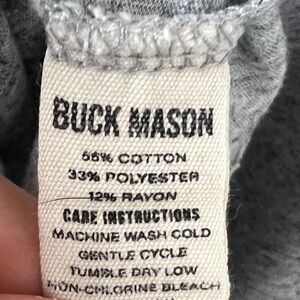 BUCK MASON
55% COTTON
33% POLYESTER
12% RAYON
CARE INSTRUCTIONS
MACHINE WASH COLD
GENTLE CYCLE
TUMBLE DRY LOW
NON-CHLORINE BLEACH